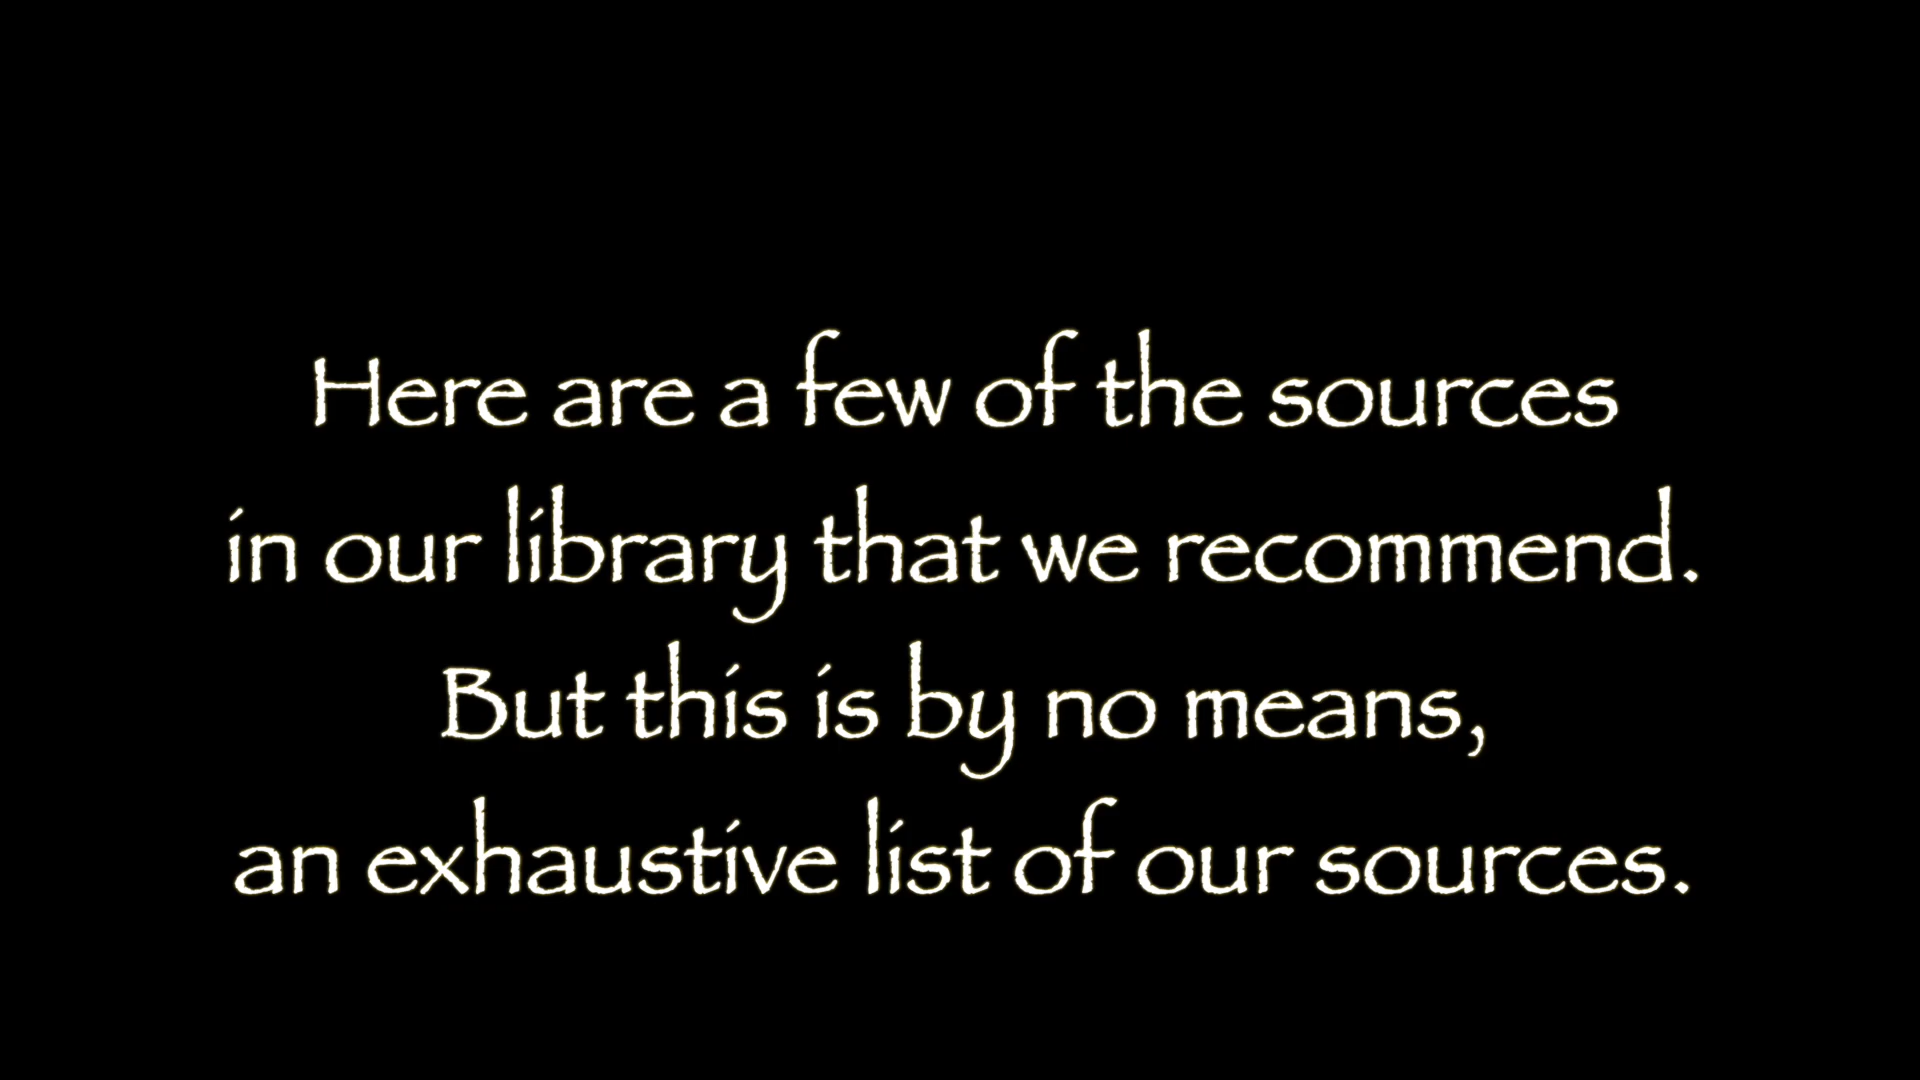 Here are a few of the sources
in our library that we recommend.
But this is by no means,
an exhaustive list of our sources.